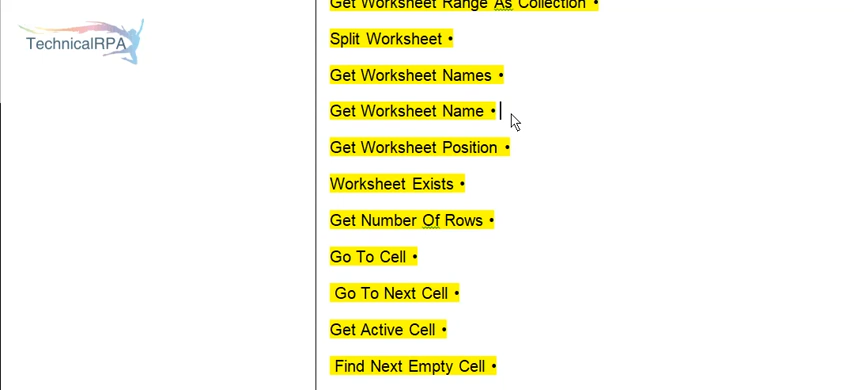 Get Worksheet Range As Collection •
TechnicalRPA
Split Worksheet •
Get Worksheet Names •
Get Worksheet Name •
Get Worksheet Position •
Worksheet Exists •
Get Number Of Rows •
Go To Cell •
Go To Next Cell •
Get Active Cell •
Find Next Empty Cell •